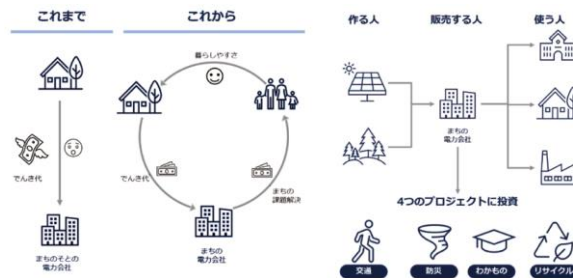 これまで
でんき代
まちのそとの
電力会社
これから
暮らしやすさ
でんき代
まちの
課題解決
まちの
電力会社
作る人
販売する人
使う人
まちの
電力会社
4つのプロジェクトに投資
交通
防災
わかもの
リサイクル